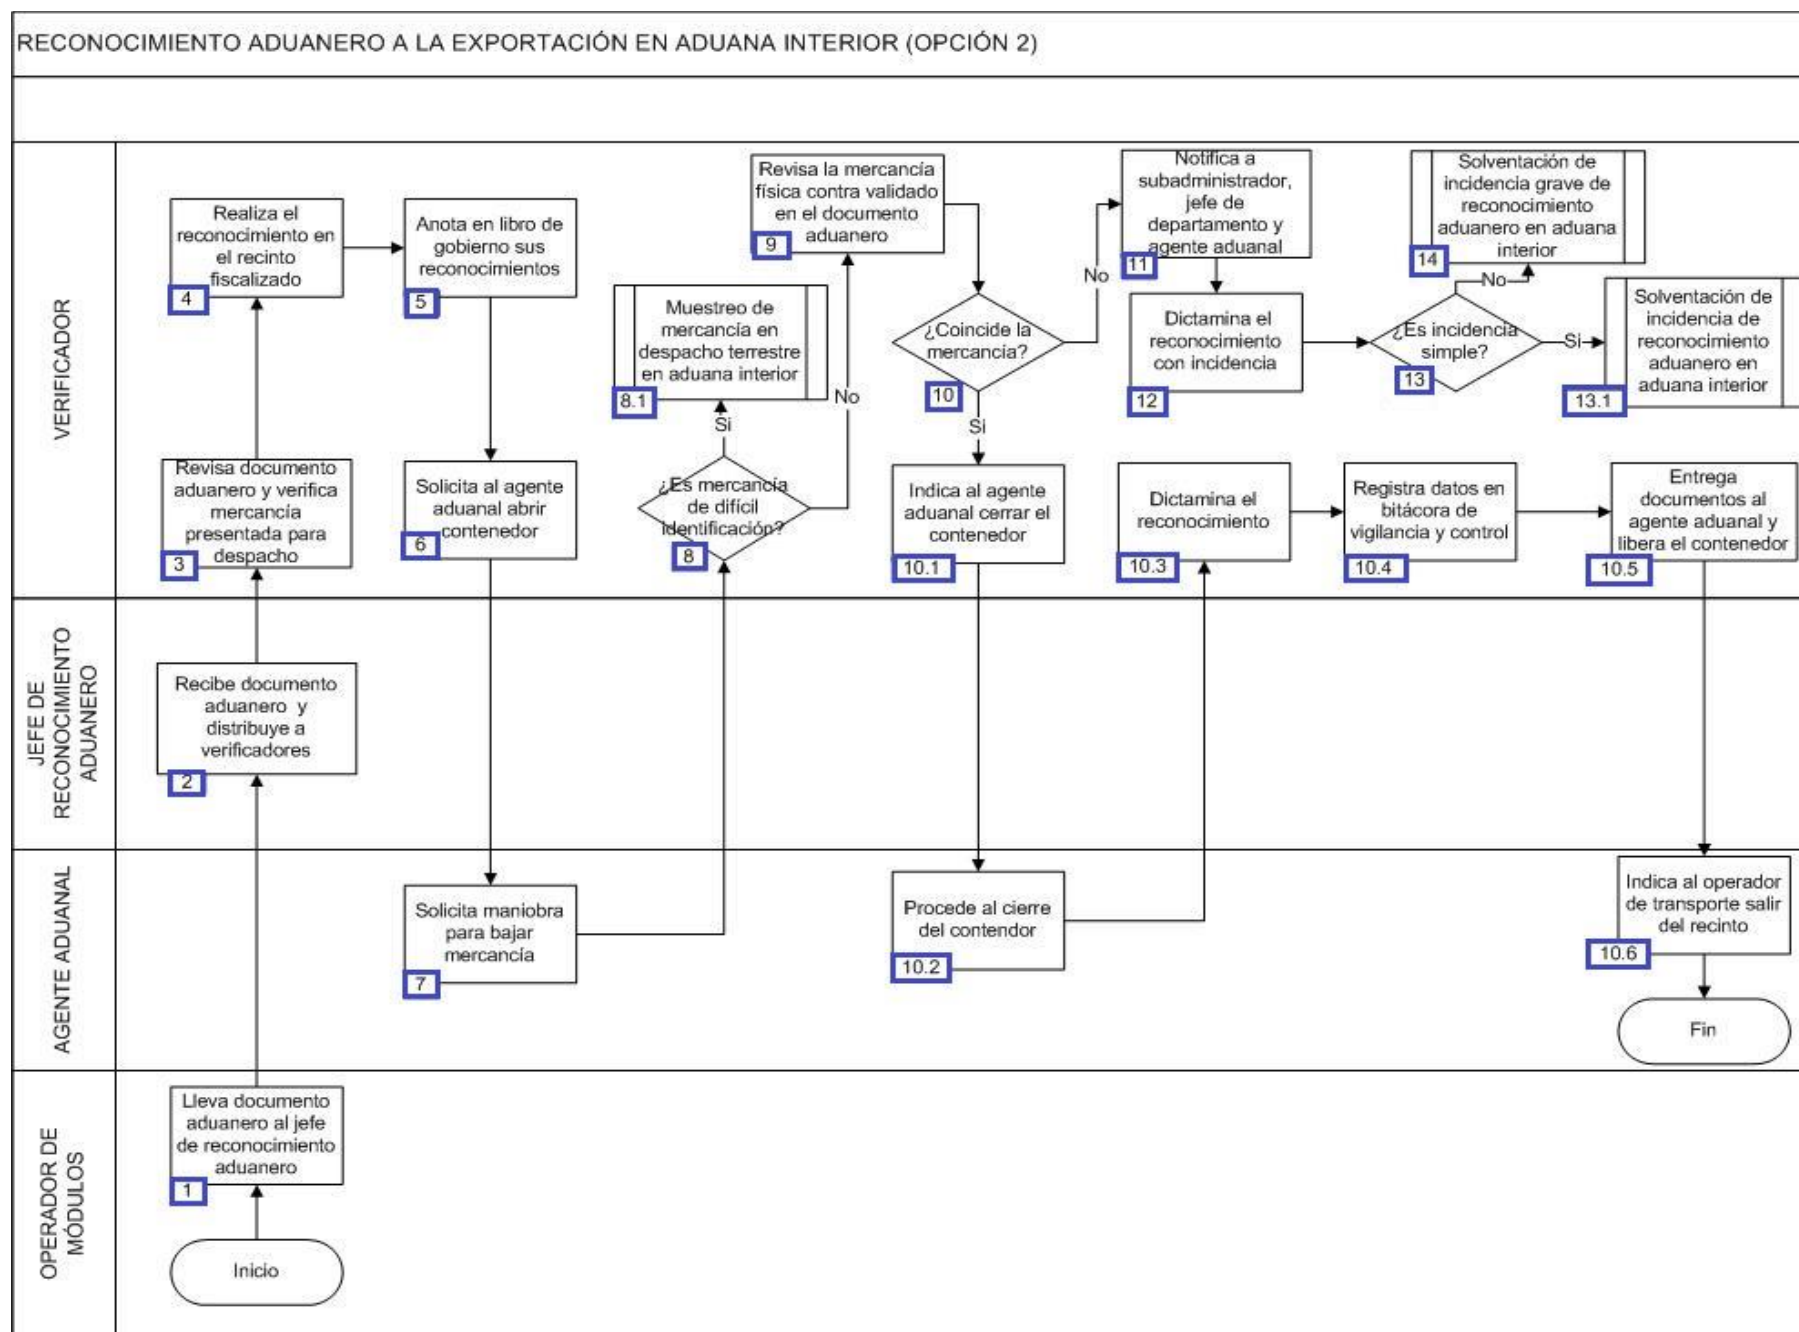 RECONOCIMIENTO ADUANERO A LA EXPORTACIÓN EN ADUANA INTERIOR (OPCIÓN 2)
VERIFICADOR
Realiza el
reconocimiento en
el recinto
fiscalizado
4
Anota en libro de
gobierno sus
reconocimientos
5
Revisa documento
aduanero y verifica
mercancía
presentada para
despacho
3
Solicita al agente
aduanal abrir
contenedor
6
Muestreo de
mercancía en
despacho terrestre
en aduana interior
8.1
Si
No
¿Es mercancía
de difícil
identificación?
8
Revisa la mercancía
física contra validado
en el documento
aduanero
9
¿Coincide la
mercancía?
10
No
Si
Indica al agente
aduanal cerrar el
contenedor
10.1
Notifica a
subadministrador,
jefe de
departamento y
agente aduanal
11
Dictamina el
reconocimiento
con incidencia
12
¿Es incidencia
simple?
13
No
Si
Solventación de
incidencia grave de
reconocimiento
aduanero en aduana
interior
14
Solventación de
incidencia de
reconocimiento
aduanero en
aduana interior
13.1
Dictamina el
reconocimiento
10.3
Registra datos en
bitácora de
vigilancia y control
10.4
Entrega
documentos al
agente aduanal y
libera el contenedor
10.5
JEFE DE
RECONOCIMIENTO
ADUANERO
Recibe documento
aduanero y
distribuye a
verificadores
2
AGENTE ADUANAL
Solicita maniobra
para bajar
mercancía
7
Procede al cierre
del contendor
10.2
Indica al operador
de transporte salir
del recinto
10.6
Fin
OPERADOR DE
MÓDULOS
Lleva documento
aduanero al jefe
de reconocimiento
aduanero
1
Inicio